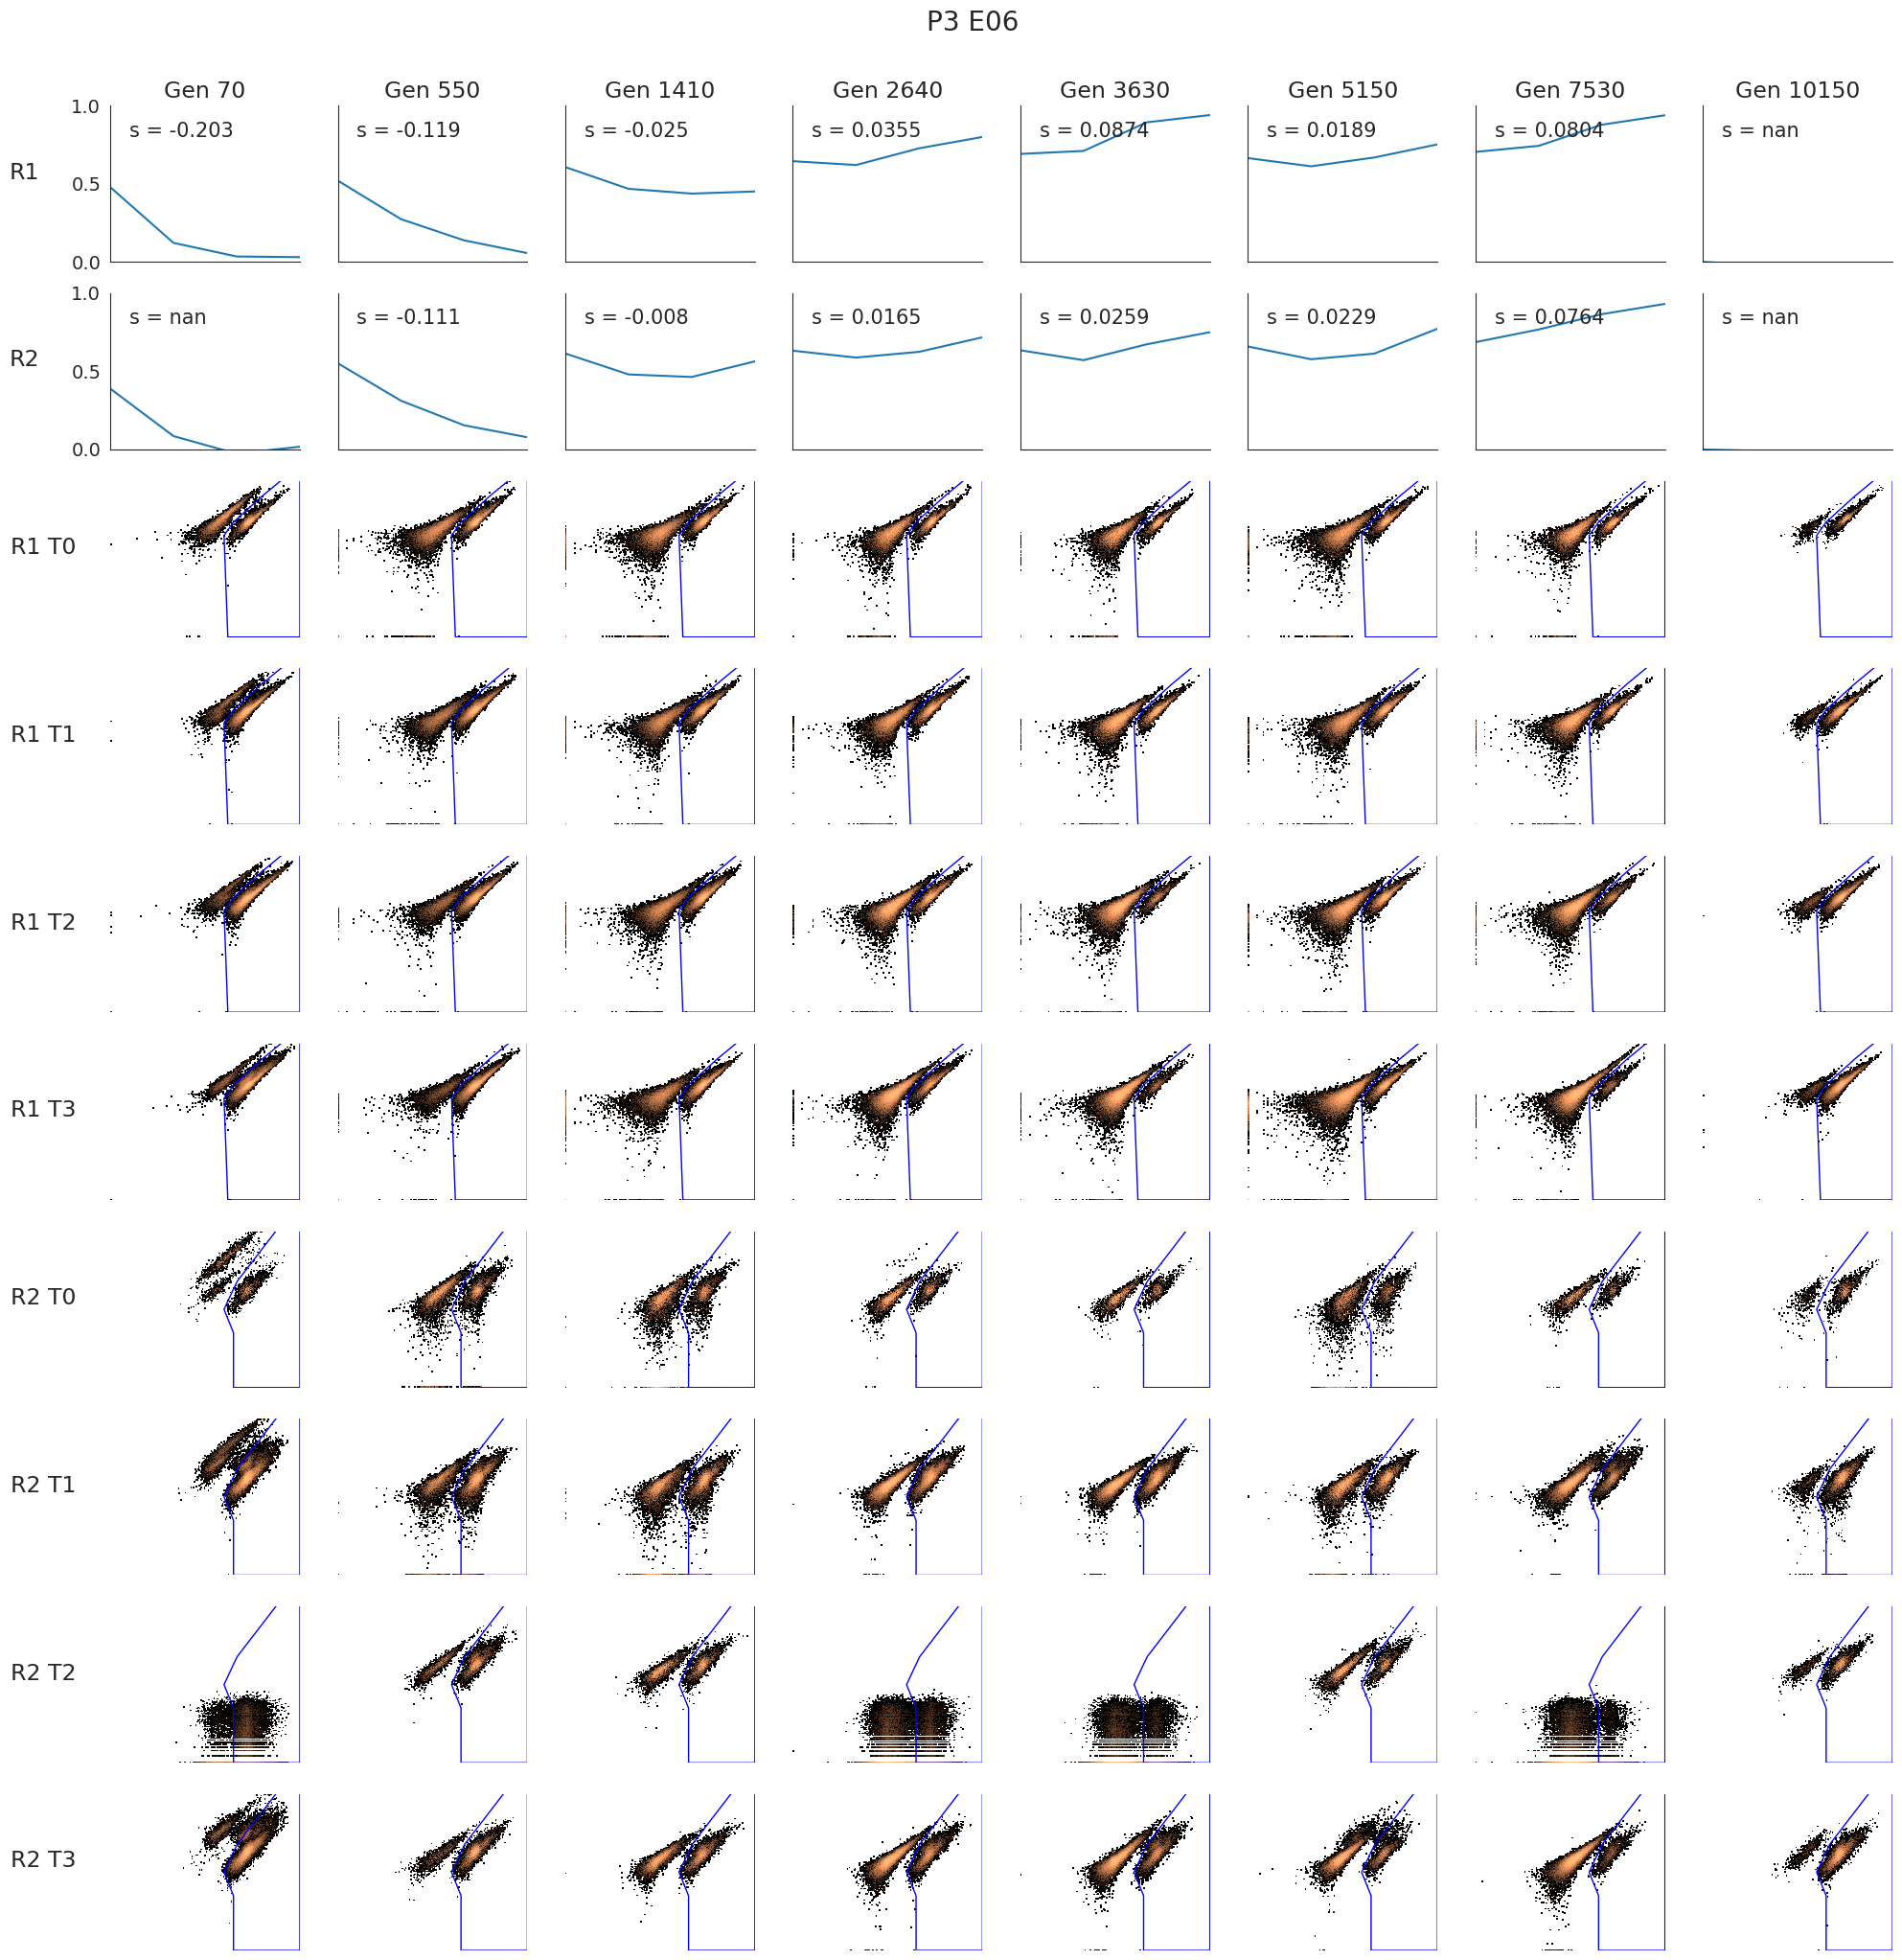 P3 E06
Gen 70 Gen 550 Gen 1410 Gen 2640 Gen 3630 Gen 5150 Gen 7530 Gen 10150
1.0
s = -0.203 s = -0.119 s = -0.025 s = 0.0355 s = 0.0874 s = 0.0189 s = 0.0804 s = nan
R1
0.5
0.0
1.0
s = nan s = -0.111 s = -0.008 s = 0.0165 s = 0.0259 s = 0.0229 s = 0.0764 s = nan
R2
0.5
0.0
R1 T0
R1 T1
R1 T2
R1 T3
R2 T0
R2 T1
R2 T2
R2 T3